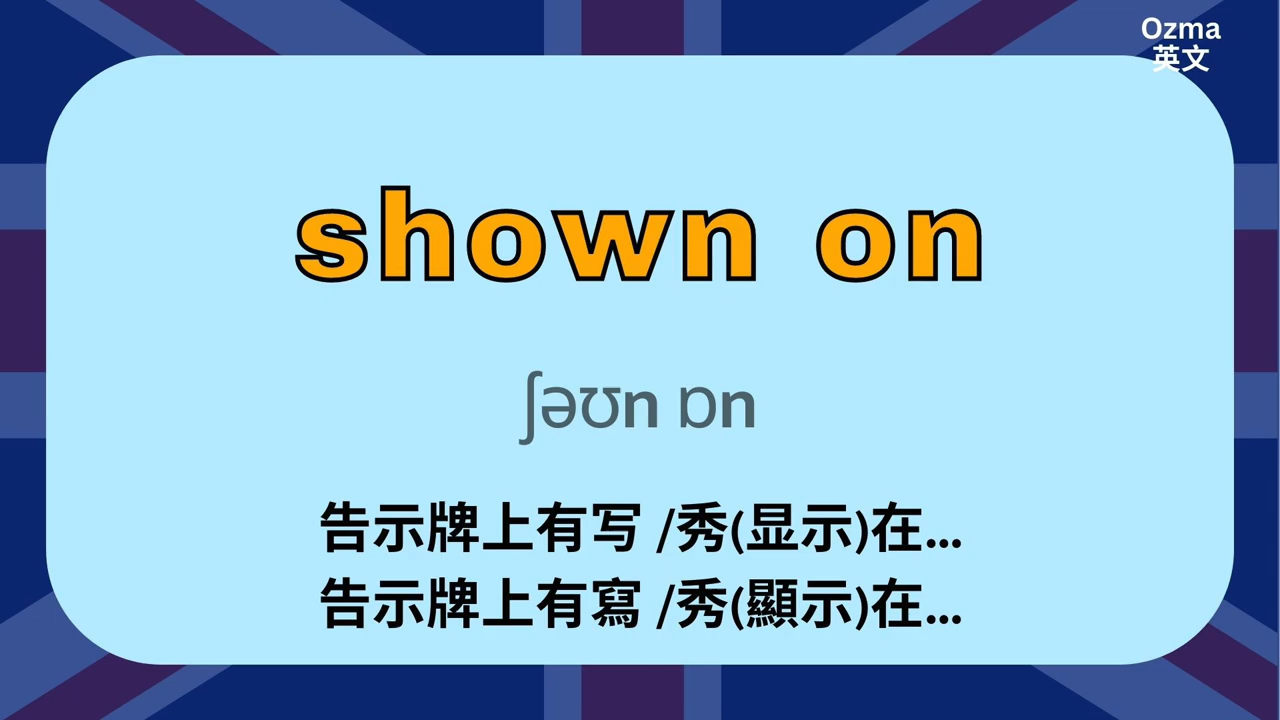 Ozma
英文
shown on
ʃəʊn ɒn
告示牌上有写 /秀(显示)在...
告示牌上有寫 /秀(顯示)在...